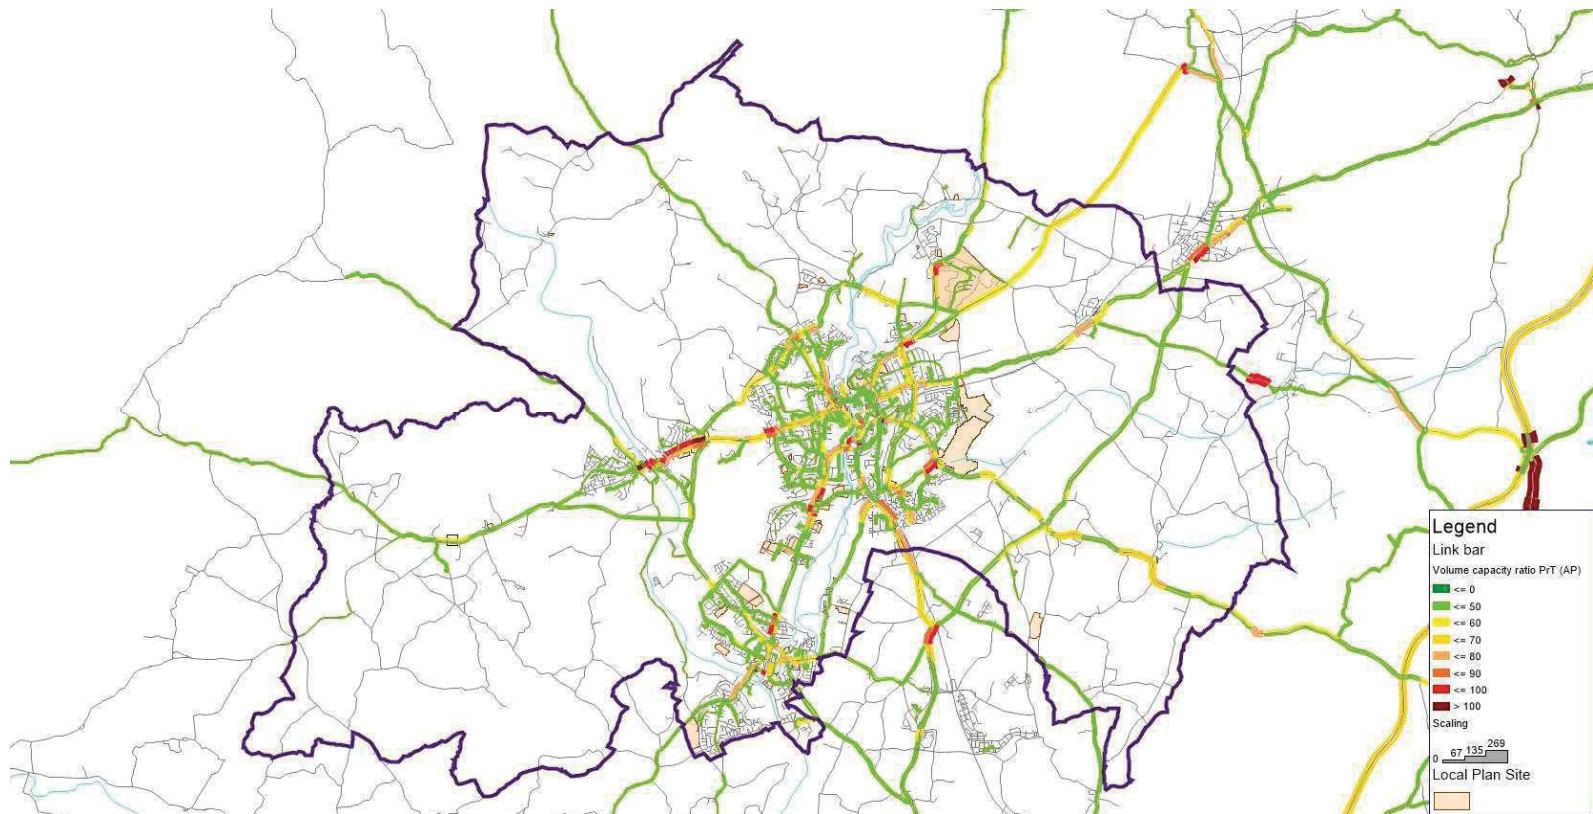 Legend
Link bar
Volume capacity ratio PrT (AP)
<= 0
<= 50
<= 60
<= 70
<= 80
<= 90
<= 100
> 100
Scaling
0 67 135 269
Local Plan Site